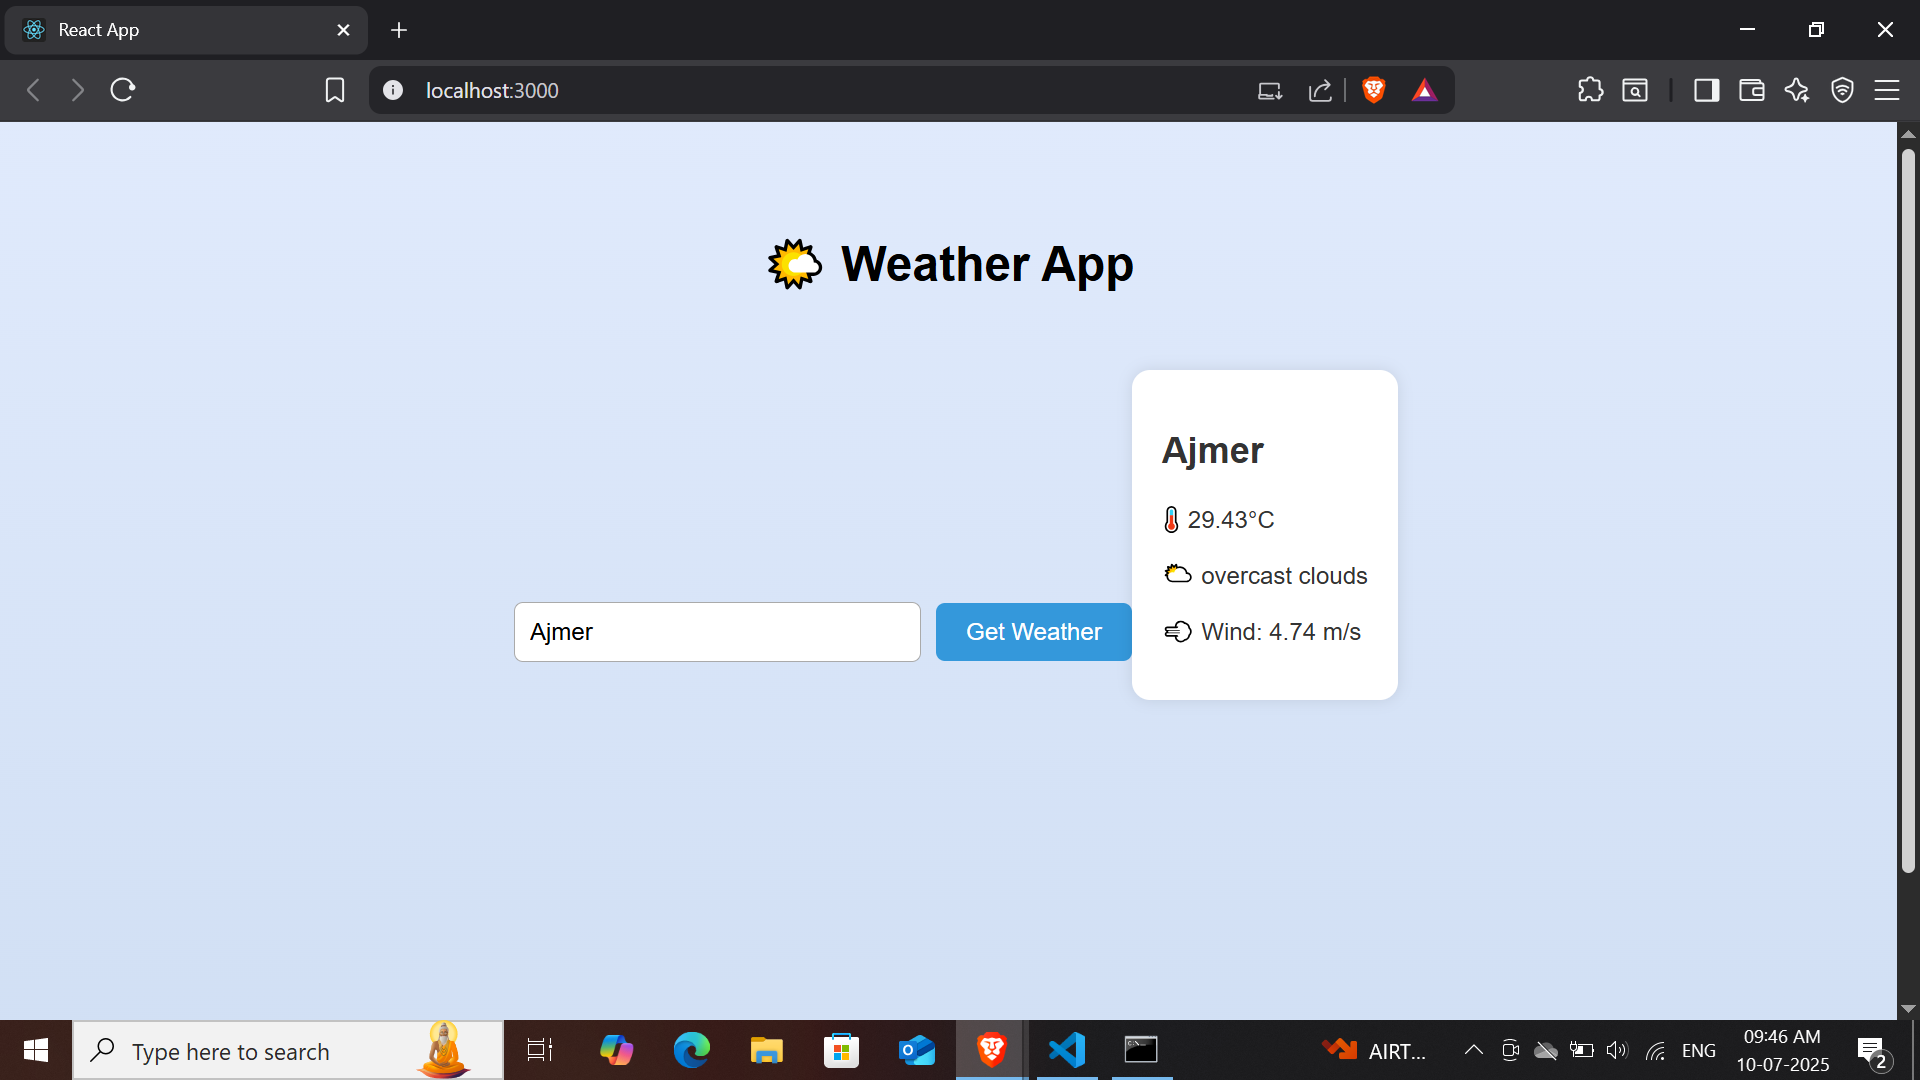 React App
localhost:3000
Weather App
Ajmer
29.43°C
overcast clouds
Ajmer
Get Weather
Wind: 4.74 m/s
Type here to search
AIRT...
ENG
09:46 AM
10-07-2025
2